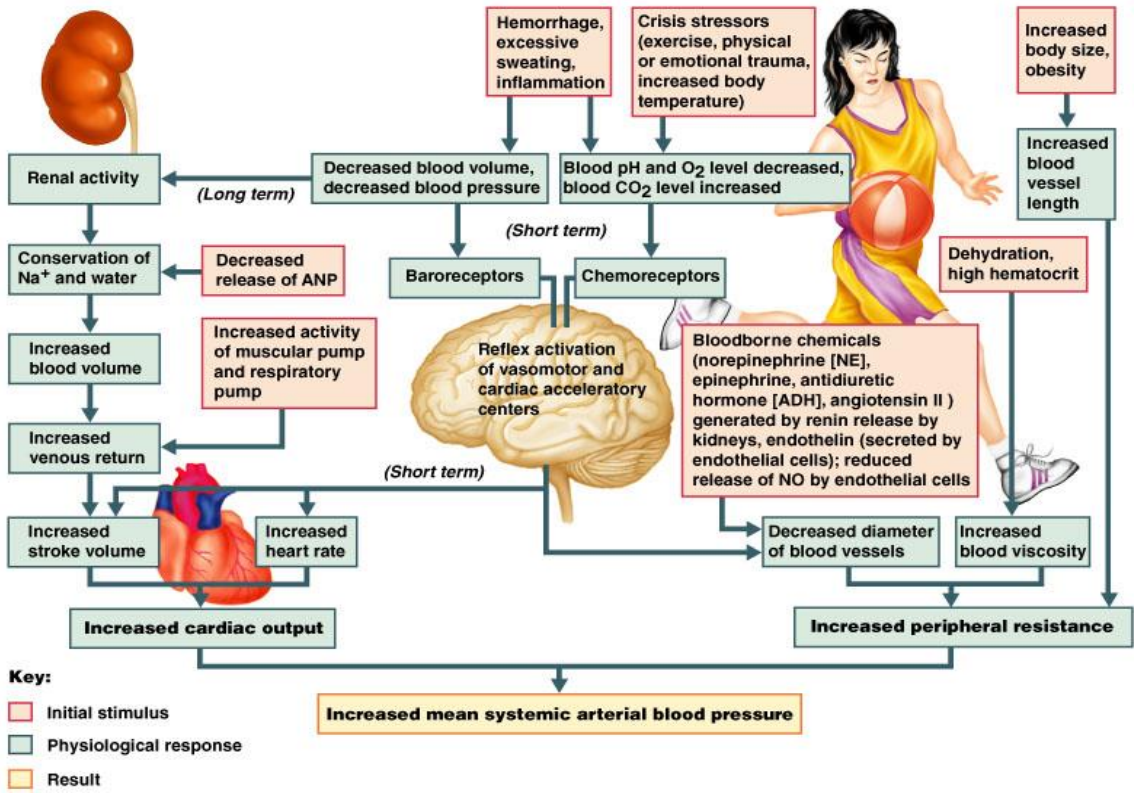 Hemorrhage,
excessive
sweating,
inflammation
Crisis stressors
(exercise, physical
or emotional trauma,
increased body
temperature)
Increased
body size,
obesity
Renal activity
(Long term)
Decreased blood volume,
decreased blood pressure
Blood pH and O2 level decreased,
blood CO2 level increased
Increased
blood
vessel
length
(Short term)
Conservation of
Na+ and water
Decreased
release of ANP
Baroreceptors
Chemoreceptors
Dehydration,
high hematocrit
Increased
blood volume
Increased activity
of muscular pump
and respiratory
pump
Reflex activation
of vasomotor and
cardiac acceleratory
centers
Bloodborne chemicals
(norepinephrine [NE],
epinephrine, antidiuretic
hormone [ADH], angiotensin II )
generated by renin release by
kidneys, endothelin (secreted by
endothelial cells); reduced
release of NO by endothelial cells
Increased
venous return
(Short term)
Increased
stroke volume
Increased
heart rate
Decreased diameter
of blood vessels
Increased
blood viscosity
Increased cardiac output
Increased peripheral resistance
Key:
Initial stimulus
Physiological response
Result
Increased mean systemic arterial blood pressure